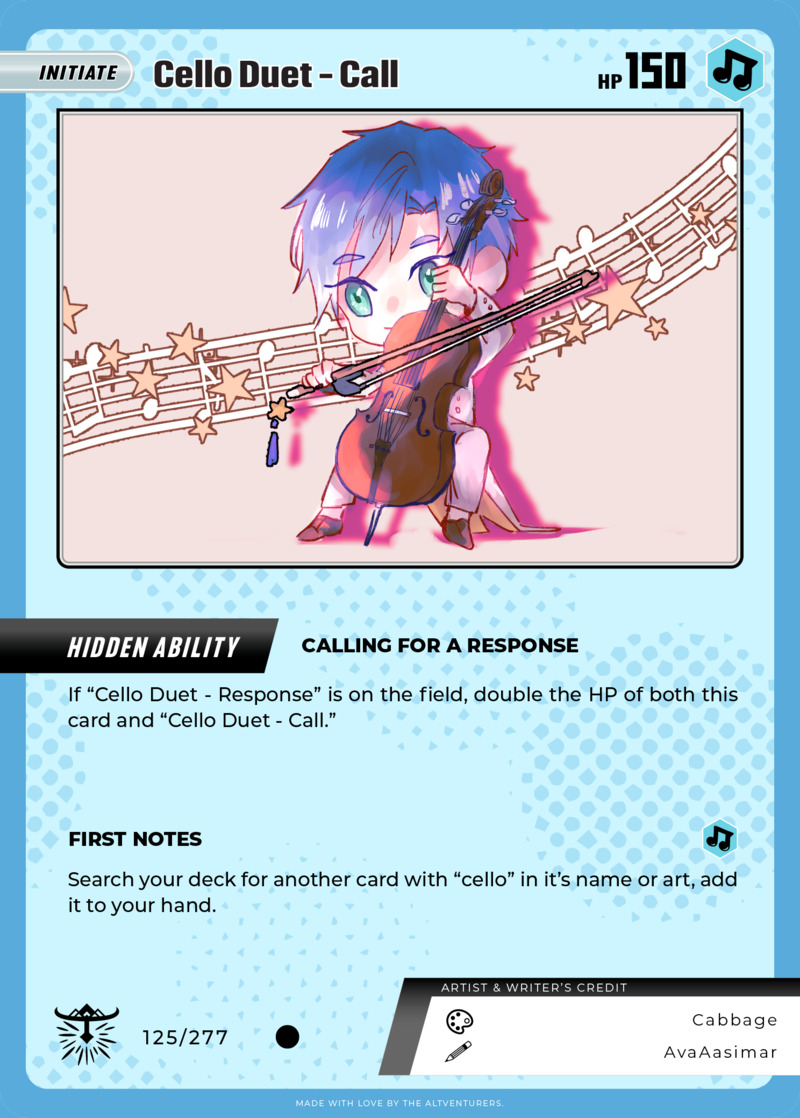 INITIATE
Cello Duet - Call
HP 150
HIDDEN ABILITY
CALLING FOR A RESPONSE
If “Cello Duet - Response” is on the field, double the HP of both this
card and “Cello Duet - Call.”
FIRST NOTES
Search your deck for another card with “cello” in it’s name or art, add
it to your hand.
125/277
ARTIST & WRITER’S CREDIT
Cabbage
AvaAasimar
MADE WITH LOVE BY THE ALTVENTURERS.